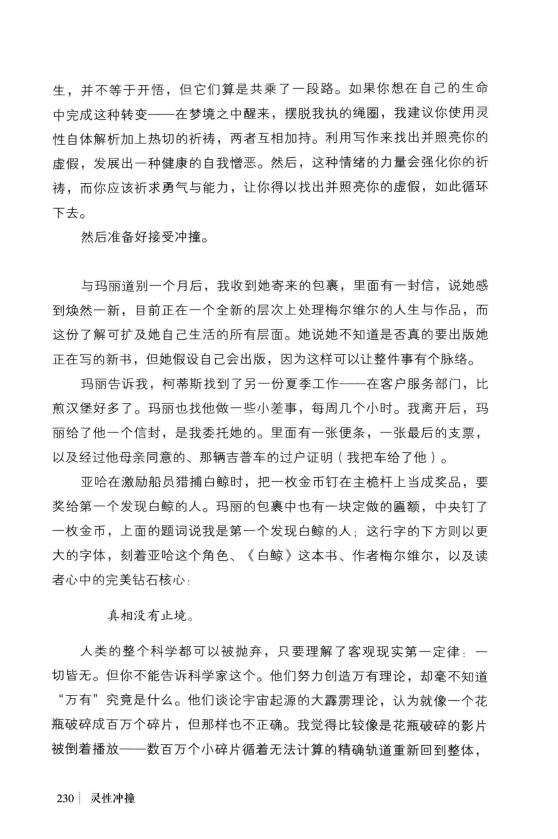 生，并不等于开悟，但它们算是共乘了一段路。如果你想在自己的生命
中完成这种转变——在梦境之中醒来，摆脱我执的绳圈，我建议你使用灵
性自体解析加上热切的祈祷，两者互相加持。利用写作来找出并照亮你的
虚假，发展出一种健康的自我憎恶。然后，这种情绪的力量会强化你的祈
祷，而你应该祈求勇气与能力，让你得以找出并照亮你的虚假，如此循环
下去。
然后准备好接受冲撞。
与玛丽道别一个月后，我收到她寄来的包裹，里面有一封信，说她感
到焕然一新，目前正在一个全新的层次上处理梅尔维尔的人生与作品，而
这份了解可扩及她自己生活的所有层面。她说她不知道是否真的要出版她
正在写的新书，但她假设自己会出版，因为这样可以让整件事有个脉络。
玛丽告诉我，柯蒂斯找到了另一份夏季工作——在客户服务部门，比
煎汉堡好多了。玛丽也找他做一些小差事，每周几个小时。我离开后，玛
丽给了他一个信封，是我委托她的。里面有一张便条，一张最后的支票，
以及经过他母亲同意的、那辆吉普车的过户证明（我把车给了他）。
亚哈在激励船员猎捕白鲸时，把一枚金币钉在主桅杆上当成奖品，要
奖给第一个发现白鲸的人。玛丽的包裹中也有一块定做的匾额，中央钉了
一枚金币，上面的题词说我是第一个发现白鲸的人；这行字的下方则以更
大的字体，刻着亚哈这个角色、《白鲸》这本书、作者梅尔维尔，以及读
者心中的完美钻石核心：
真相没有止境。
人类的整个科学都可以被抛弃，只要理解了客观现实第一定律：一
切皆无。但你不能告诉科学家这个。他们努力创造万有理论，却毫不知道
“万有”究竟是什么。他们谈论宇宙起源的大霹雳理论，认为就像一个花
瓶破碎成百万个碎片，但那样也不正确。我觉得比较像是花瓶破碎的影片
被倒着播放——数百万个小碎片循着无法计算的精确轨道重新回到整体，
230 灵性冲撞